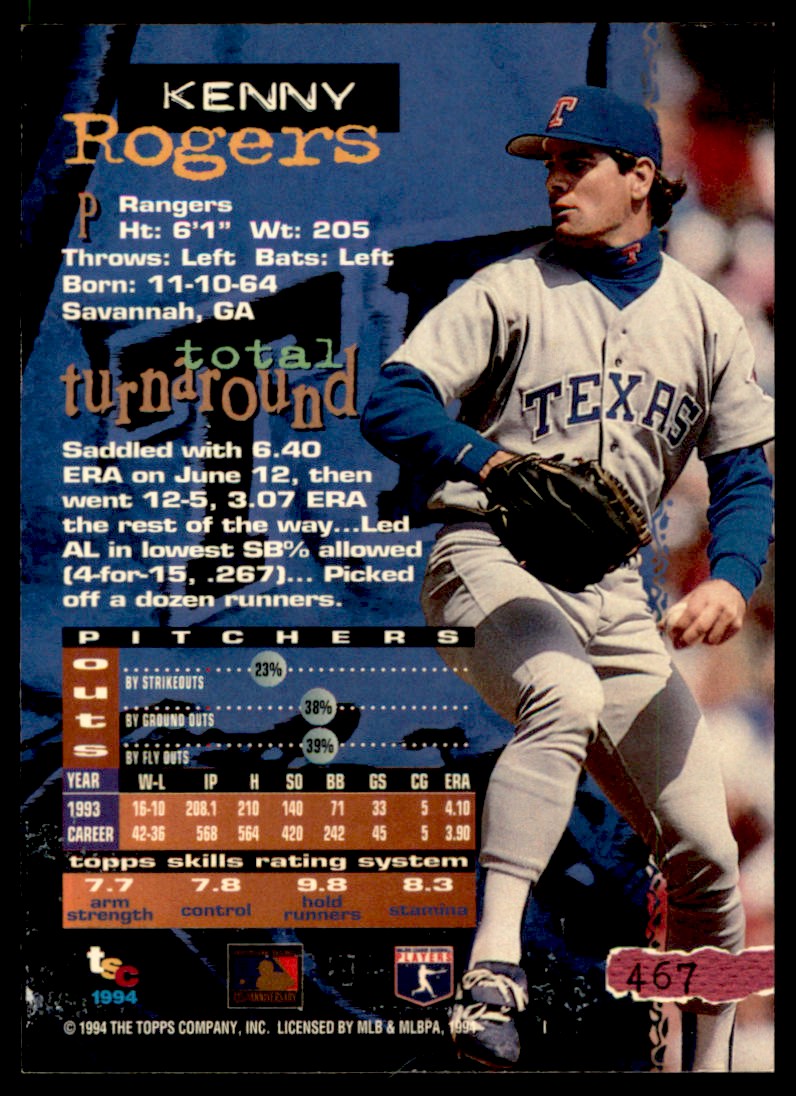 KENNY
Rogers
P Rangers
Ht: 6'1" Wt: 205
Throws: Left Bats: Left
Born: 11-10-64
Savannah, GA
total
turnaround
Saddled with 6.40
ERA on June 12, then
went 12-5, 3.07 ERA
the rest of the way...Led
AL in lowest SB% allowed
(4-for-15, .267)... Picked
off a dozen runners.
T
T
TEXAS
PITCHERS
Outs
BY STRIKEOUTS 23%
BY GROUND OUTS 38%
BY FLY OUTS 39%
YEAR W-L IP H SO BB GS CG ERA
1993 16-10 208.1 210 140 71 33 5 4.10
CAREER 42-36 568 564 420 242 45 5 3.90
topps skills rating system
7.7 7.8 9.8 8.3
arm strength control hold runners stamina
tsc
1994
PLAYERS
467
© 1994 THE TOPPS COMPANY, INC. LICENSED BY MLB & MLBPA, 1994 I